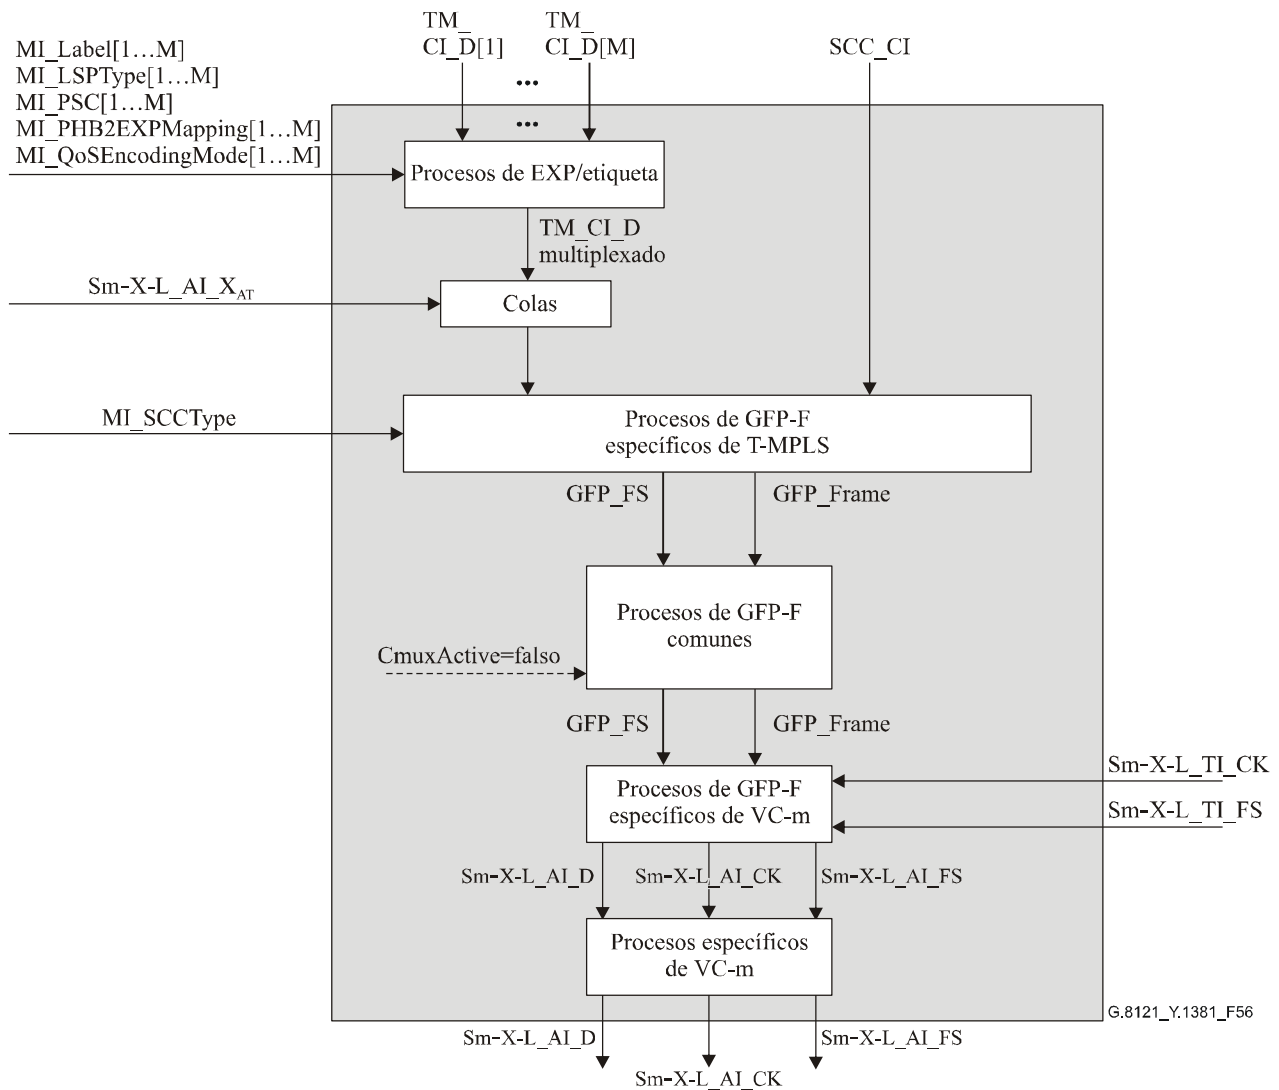 TM_
CI_D[1]
TM_
CI_D[M]
SCC_CI
MI_Label[1...M]
MI_LSPType[1...M]
MI_PSC[1...M]
MI_PHB2EXPMapping[1...M]
MI_QoSEncodingMode[1...M]
...
...
Procesos de EXP/etiqueta
TM_CI_D
multiplexado
Sm-X-L_AI_X_AT
Colas
MI_SCCType
Procesos de GFP-F
específicos de T-MPLS
GFP_FS
GFP_Frame
Procesos de GFP-F
comunes
CmuxActive=falso
GFP_FS
GFP_Frame
Procesos de GFP-F
específicos de VC-m
Sm-X-L_TI_CK
Sm-X-L_TI_FS
Sm-X-L_AI_D
Sm-X-L_AI_CK
Sm-X-L_AI_FS
Procesos específicos
de VC-m
G.8121_Y.1381_F56
Sm-X-L_AI_D
Sm-X-L_AI_CK
Sm-X-L_AI_FS